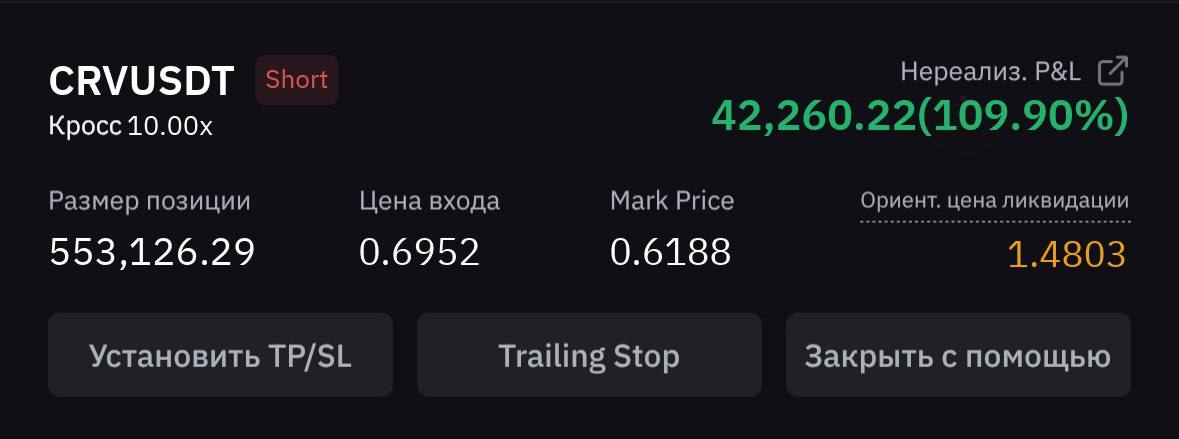 CRVUSDT Short
Кросс 10.00x
Нереализ. P&L
42,260.22(109.90%)
Размер позиции Цена входа Mark Price Ориент. цена ликвидации
553,126.29 0.6952 0.6188 1.4803
Установить TP/SL Trailing Stop Закрыть с помощью